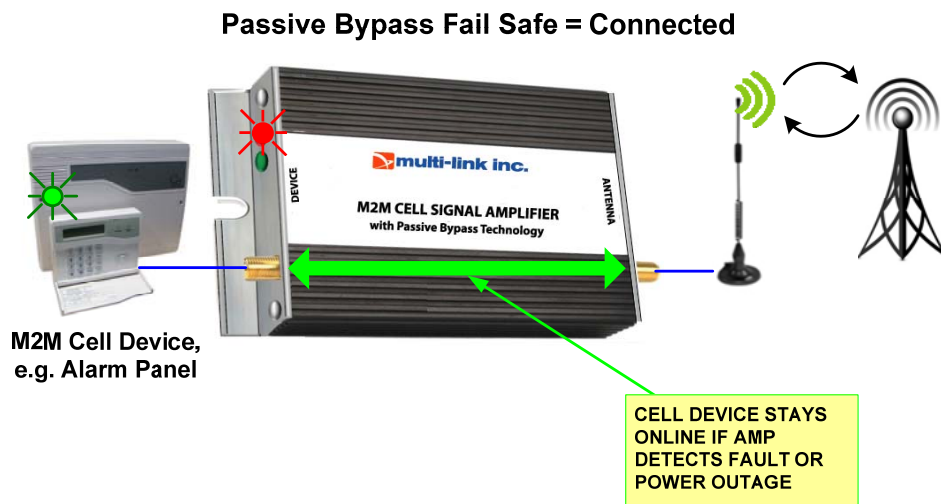 Passive Bypass Fail Safe = Connected
multi-link inc.
DEVICE
ANTENNA
M2M CELL SIGNAL AMPLIFIER
with Passive Bypass Technology
M2M Cell Device,
e.g. Alarm Panel
CELL DEVICE STAYS
ONLINE IF AMP
DETECTS FAULT OR
POWER OUTAGE